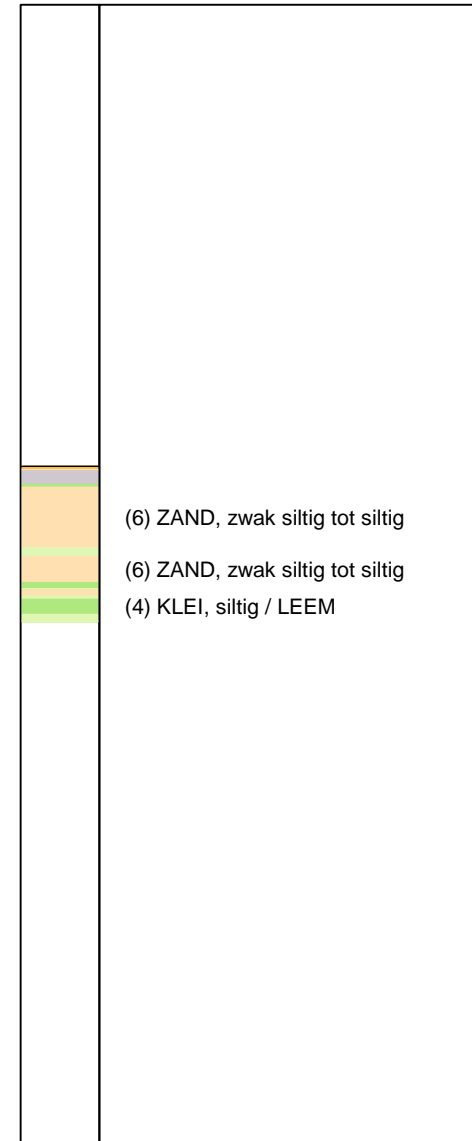 (6) ZAND, zwak siltig tot siltig
(6) ZAND, zwak siltig tot siltig
(4) KLEI, siltig / LEEM